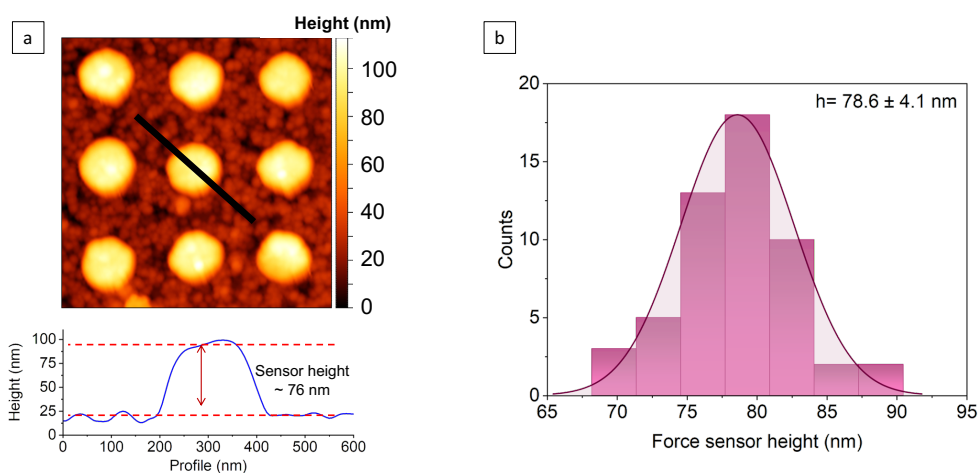 a
Height (nm)
100
80
60
40
20
0
Height (nm)
100
75
50
25
0
Sensor height
~ 76 nm
0 100 200 300 400 500 600
Profile (nm)
b
h= 78.6 ± 4.1 nm
Counts
20
15
10
5
0
65 70 75 80 85 90 95
Force sensor height (nm)